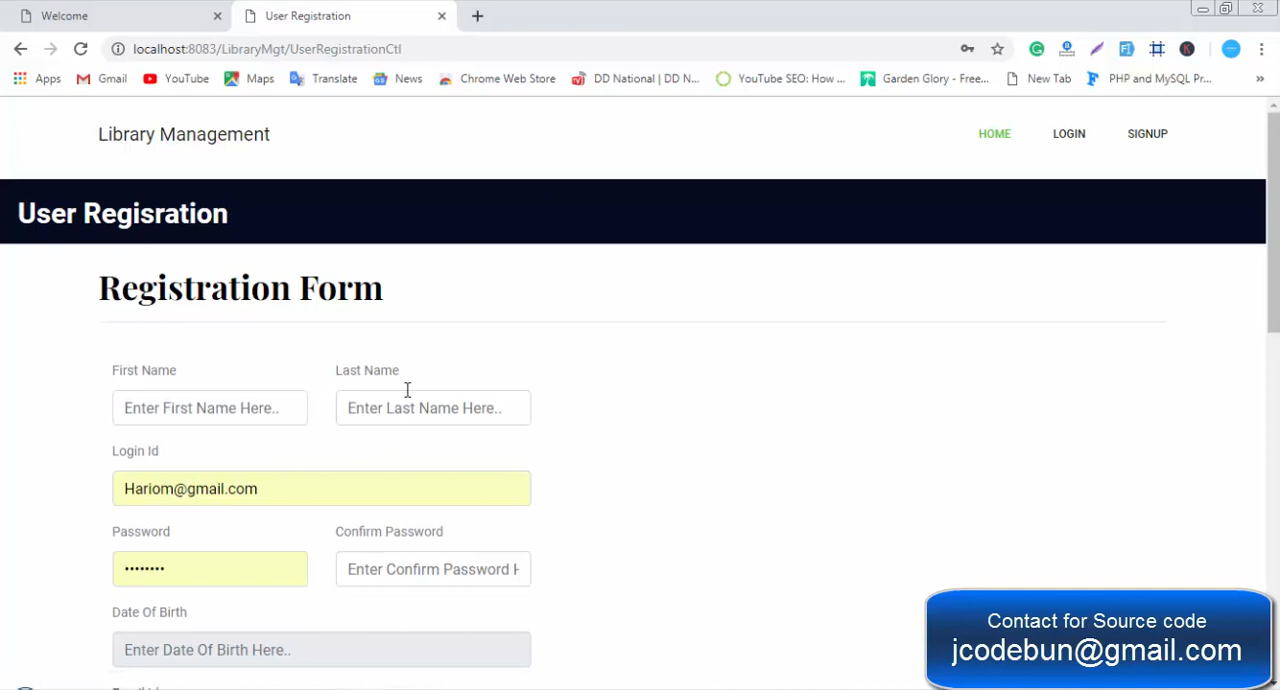 Welcome
User Registration
localhost:8083/LibraryMgt/UserRegistrationCtl
Apps Gmail YouTube Maps Translate News Chrome Web Store DD National | DD N... YouTube SEO: How ... Garden Glory - Free... New Tab PHP and MySQL Pr... »
Library Management
HOME LOGIN SIGNUP
User Regisration
Registration Form
First Name Last Name
Enter First Name Here.. Enter Last Name Here..
Login Id
Hariom@gmail.com
Password Confirm Password
•••••••• Enter Confirm Password H
Date Of Birth
Enter Date Of Birth Here..
Contact for Source code
jcodebun@gmail.com